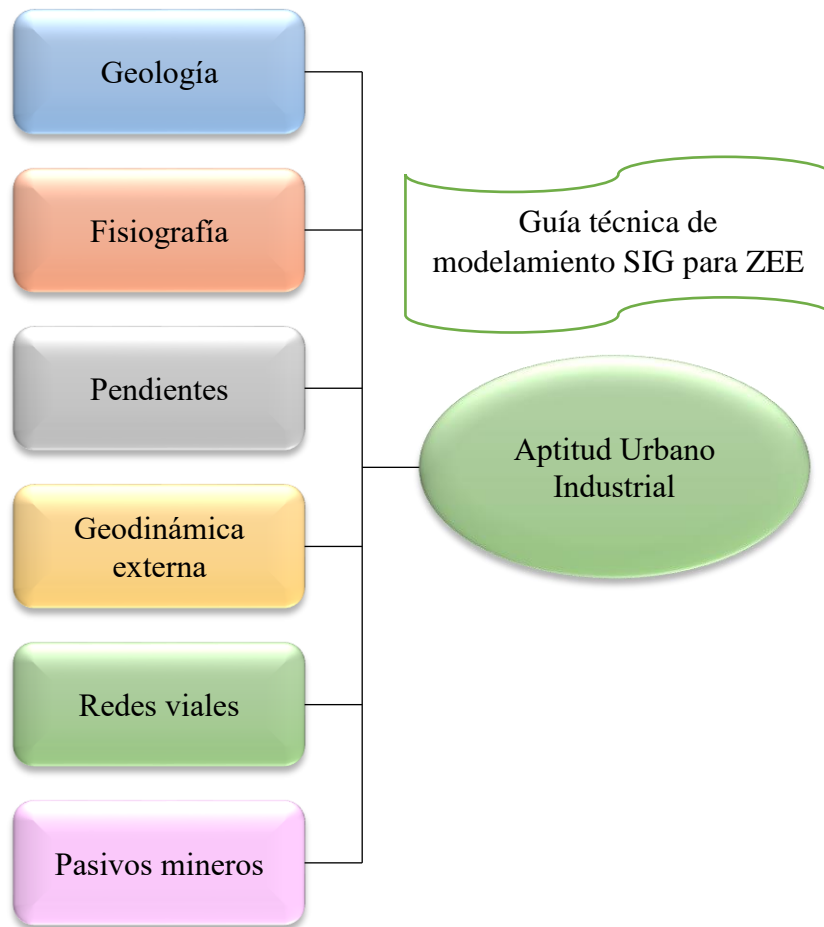 Geología
Fisiografía
Pendientes
Geodinámica
externa
Redes viales
Pasivos mineros
Guía técnica de
modelamiento SIG para ZEE
Aptitud Urbano
Industrial